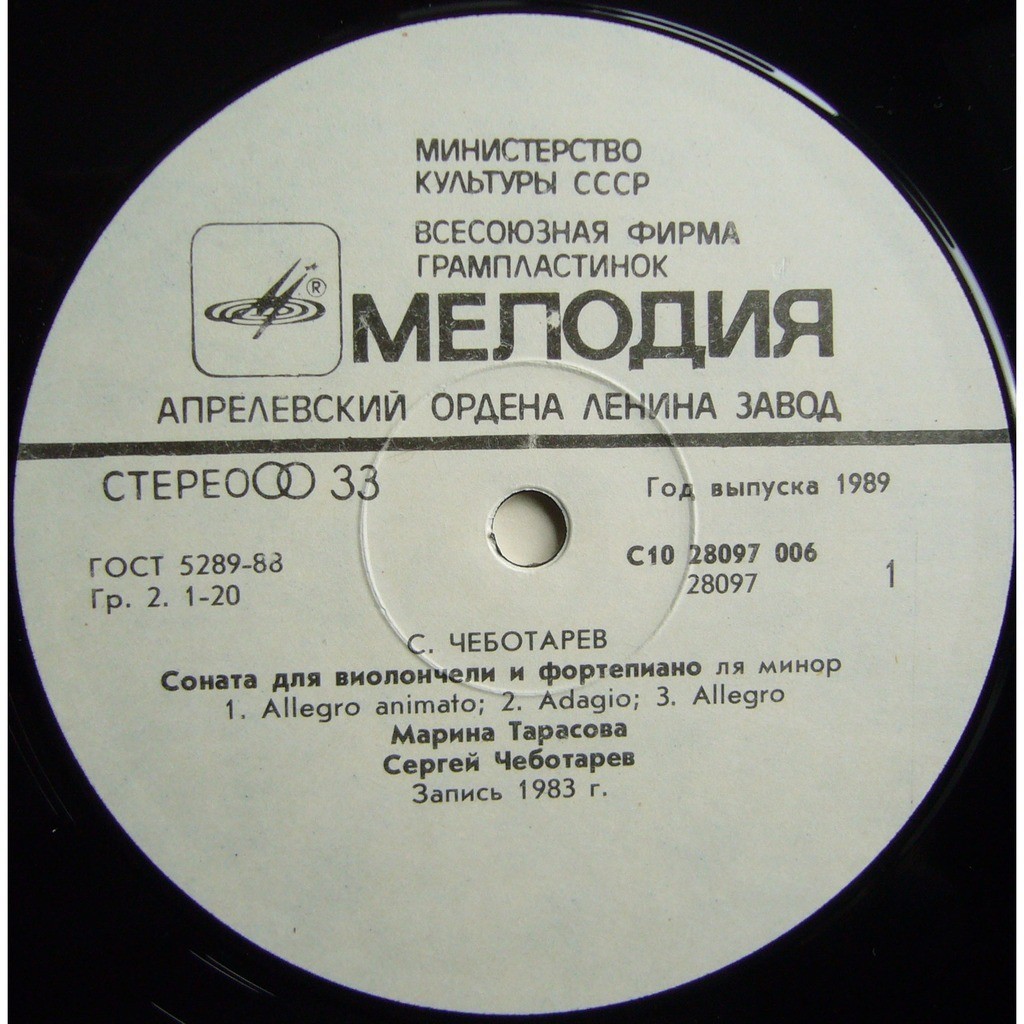 МИНИСТЕРСТВО
КУЛЬТУРЫ СССР
ВСЕСОЮЗНАЯ ФИРМА
ГРАМПЛАСТИНОК
®
МЕЛОДИЯ
АПРЕЛЕВСКИЙ ОРДЕНА ЛЕНИНА ЗАВОД
СТЕРЕО 33
Год выпуска 1989
ГОСТ 5289-88
Гр. 2. 1-20
С10 28097 006
28097
1
С. ЧЕБОТАРЕВ
Соната для виолончели и фортепиано ля минор
1. Allegro animato; 2. Adagio; 3. Allegro
Марина Тарасова
Сергей Чеботарев
Запись 1983 г.